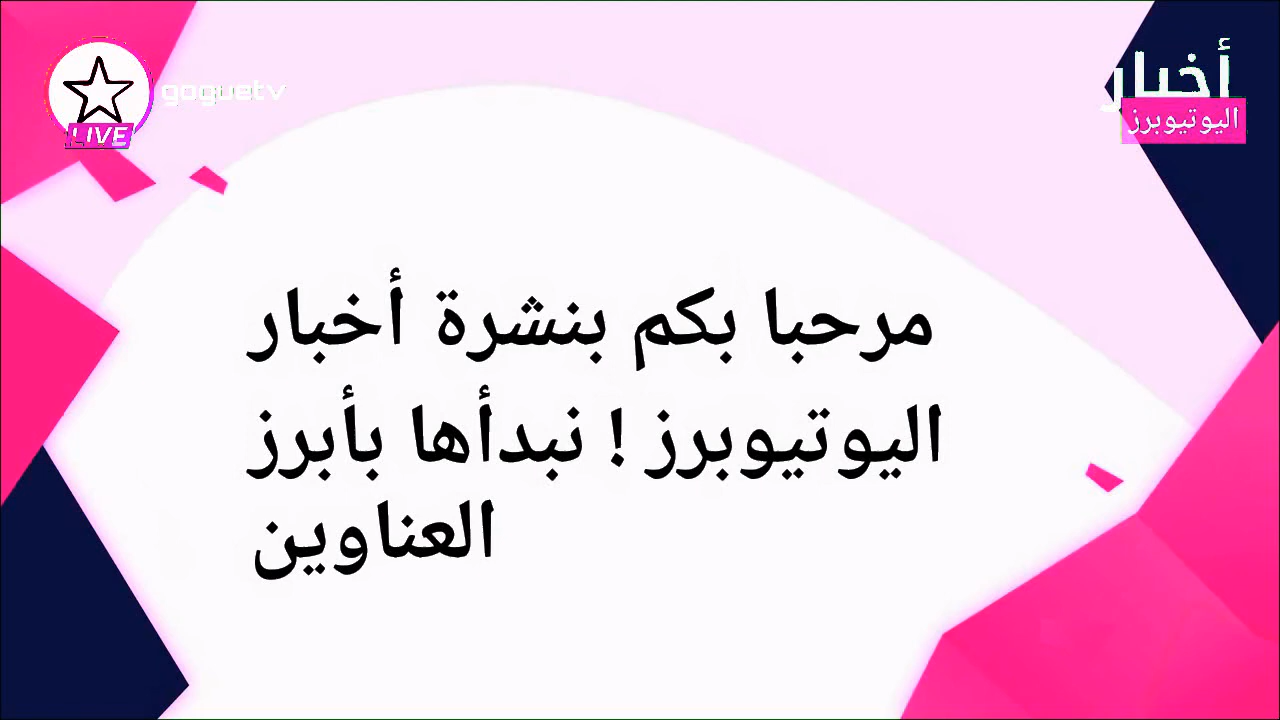 goguetv
LIVE
أخبار
اليوتيوبرز
مرحبا بكم بنشرة أخبار
اليوتيوبرز ! نبدأها بأبرز
العناوين